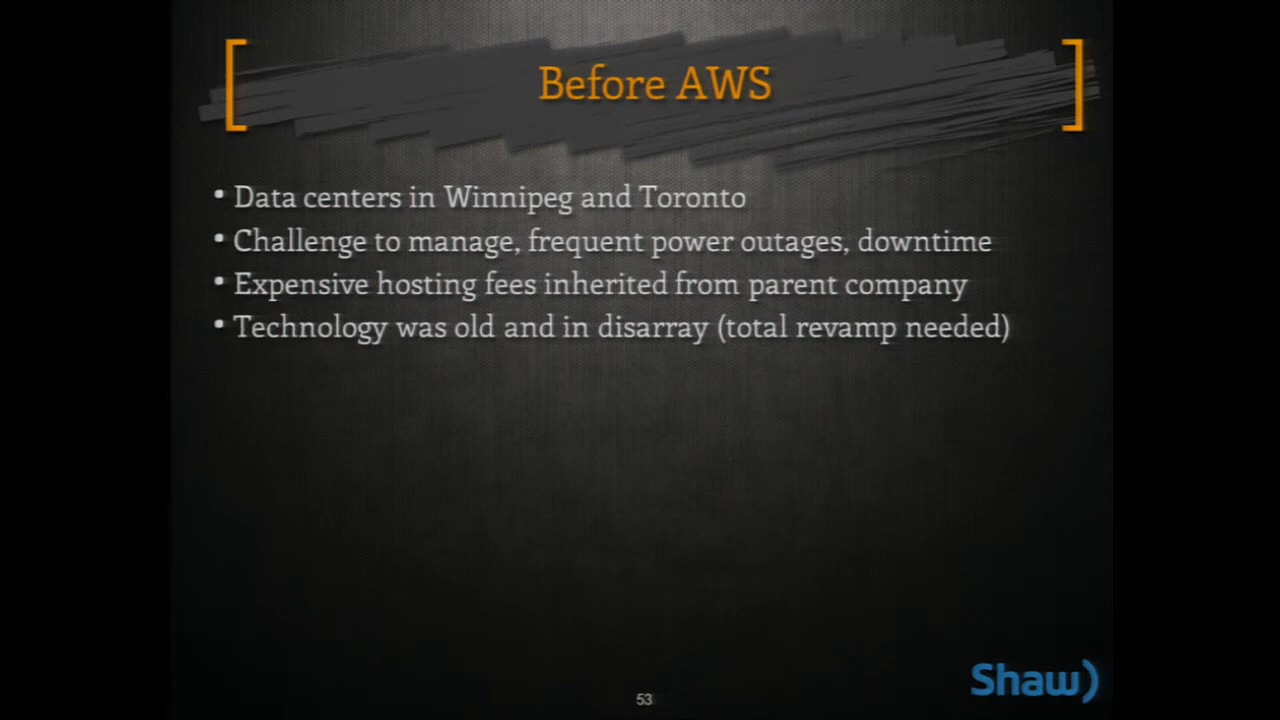 [ Before AWS ]
• Data centers in Winnipeg and Toronto
• Challenge to manage, frequent power outages, downtime
• Expensive hosting fees inherited from parent company
• Technology was old and in disarray (total revamp needed)
Shaw)
53